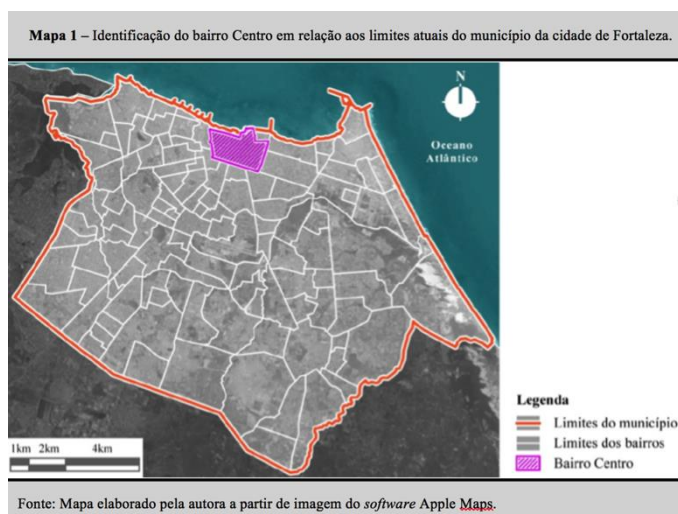 Mapa 1 – Identificação do bairro Centro em relação aos limites atuais do município da cidade de Fortaleza.
N
Oceano
Atlântico
Legenda
Limites do município
Limites dos bairros
Bairro Centro
1km 2km 4km
Fonte: Mapa elaborado pela autora a partir de imagem do software Apple Maps.